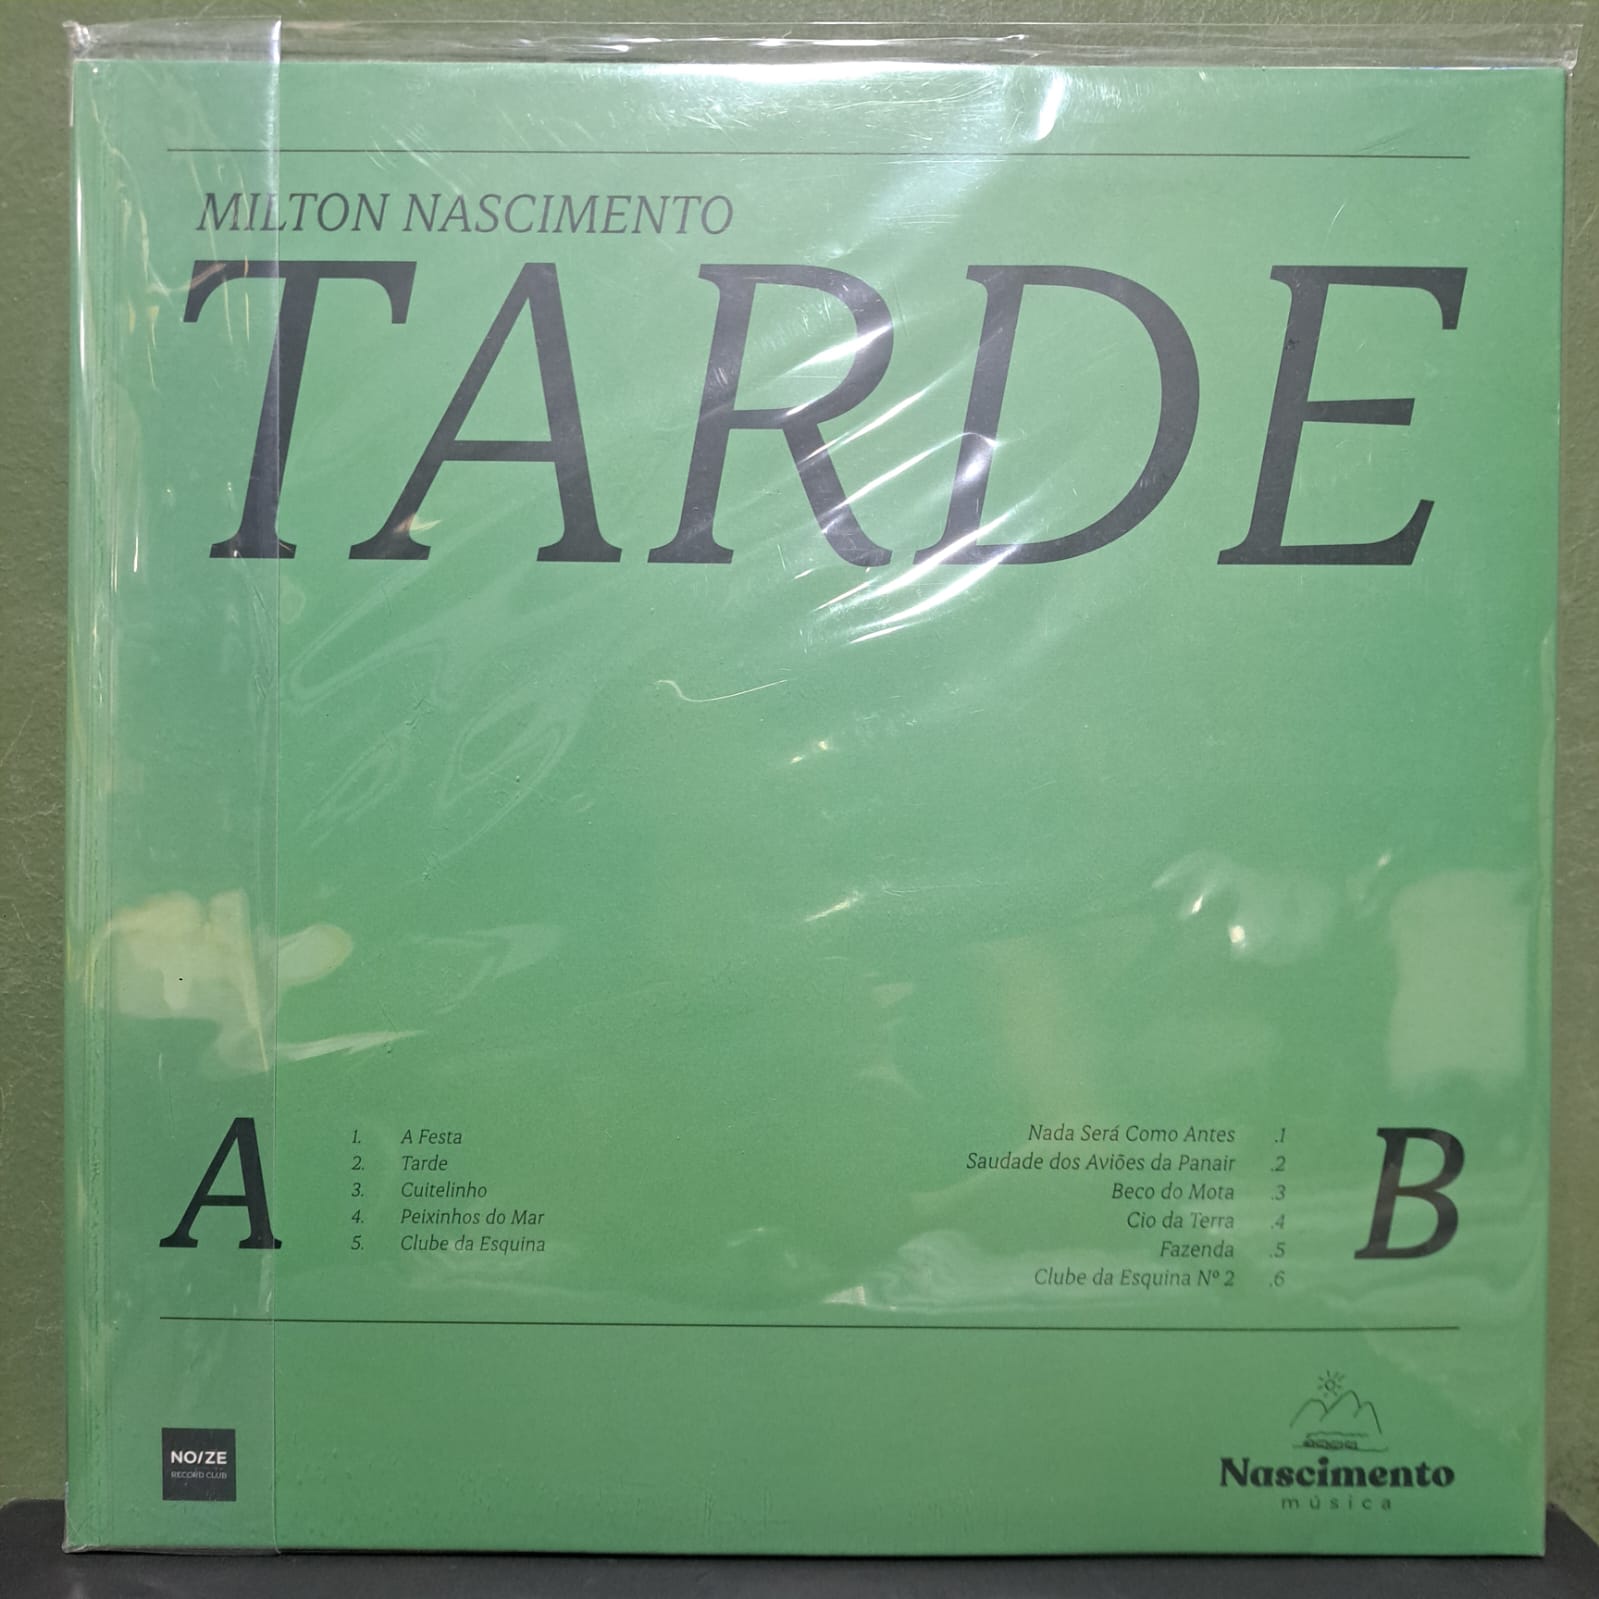 MILTON NASCIMENTO
TARDE
A
1. A Festa
2. Tarde
3. Cuitelinho
4. Peixinhos do Mar
5. Clube da Esquina
Nada Será Como Antes .1
Saudade dos Aviões da Panair .2
Beco do Mota .3
Cio da Terra .4
Fazenda .5
Clube da Esquina Nº 2 .6
B
NO/ZE
RECORD CLUB
Nascimento
música